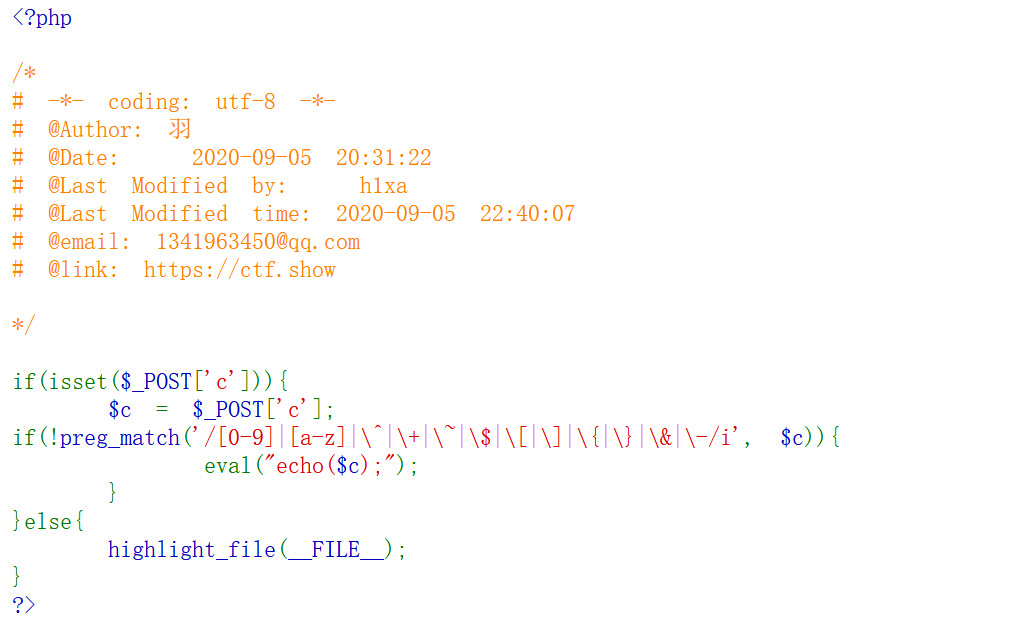 <?php
/*
# -*- coding: utf-8 -*-
# @Author: 羽
# @Date: 2020-09-05 20:31:22
# @Last Modified by: h1xa
# @Last Modified time: 2020-09-05 22:40:07
# @email: 1341963450@qq.com
# @link: https://ctf.show
*/
if(isset($_POST['c'])){
$c = $_POST['c'];
if(!preg_match('/[0-9]|[a-z]|\^|\+|\~|\$|\[|\]|\{|\}|\&|\-/i', $c)){
eval("echo($c);");
}
}else{
highlight_file(__FILE__);
}
?>